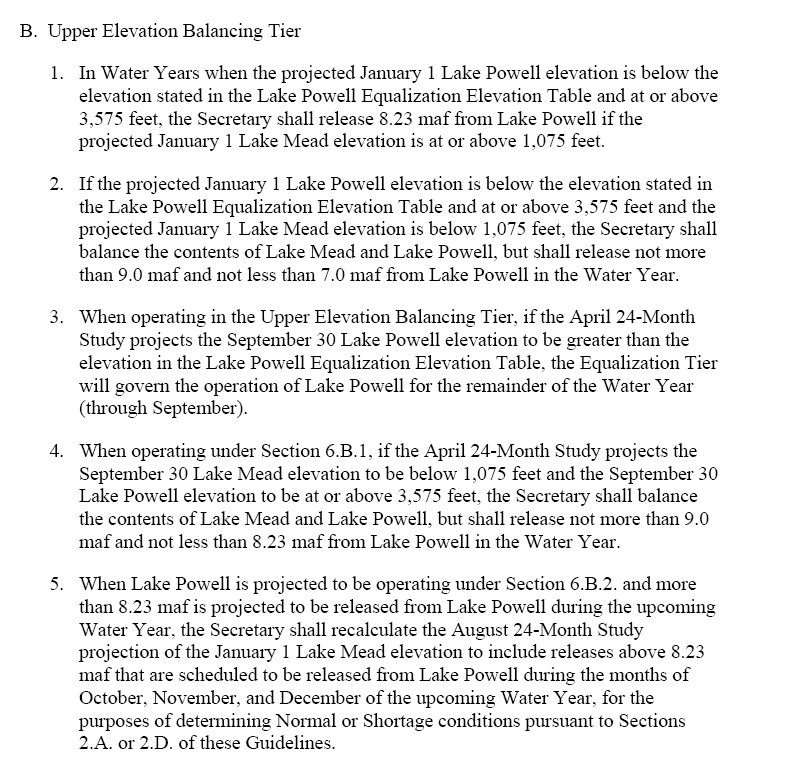 B. Upper Elevation Balancing Tier
1. In Water Years when the projected January 1 Lake Powell elevation is below the
elevation stated in the Lake Powell Equalization Elevation Table and at or above
3,575 feet, the Secretary shall release 8.23 maf from Lake Powell if the
projected January 1 Lake Mead elevation is at or above 1,075 feet.
2. If the projected January 1 Lake Powell elevation is below the elevation stated in
the Lake Powell Equalization Elevation Table and at or above 3,575 feet and the
projected January 1 Lake Mead elevation is below 1,075 feet, the Secretary shall
balance the contents of Lake Mead and Lake Powell, but shall release not more
than 9.0 maf and not less than 7.0 maf from Lake Powell in the Water Year.
3. When operating in the Upper Elevation Balancing Tier, if the April 24-Month
Study projects the September 30 Lake Powell elevation to be greater than the
elevation in the Lake Powell Equalization Elevation Table, the Equalization Tier
will govern the operation of Lake Powell for the remainder of the Water Year
(through September).
4. When operating under Section 6.B.1, if the April 24-Month Study projects the
September 30 Lake Mead elevation to be below 1,075 feet and the September 30
Lake Powell elevation to be at or above 3,575 feet, the Secretary shall balance
the contents of Lake Mead and Lake Powell, but shall release not more than 9.0
maf and not less than 8.23 maf from Lake Powell in the Water Year.
5. When Lake Powell is projected to be operating under Section 6.B.2. and more
than 8.23 maf is projected to be released from Lake Powell during the upcoming
Water Year, the Secretary shall recalculate the August 24-Month Study
projection of the January 1 Lake Mead elevation to include releases above 8.23
maf that are scheduled to be released from Lake Powell during the months of
October, November, and December of the upcoming Water Year, for the
purposes of determining Normal or Shortage conditions pursuant to Sections
2.A. or 2.D. of these Guidelines.